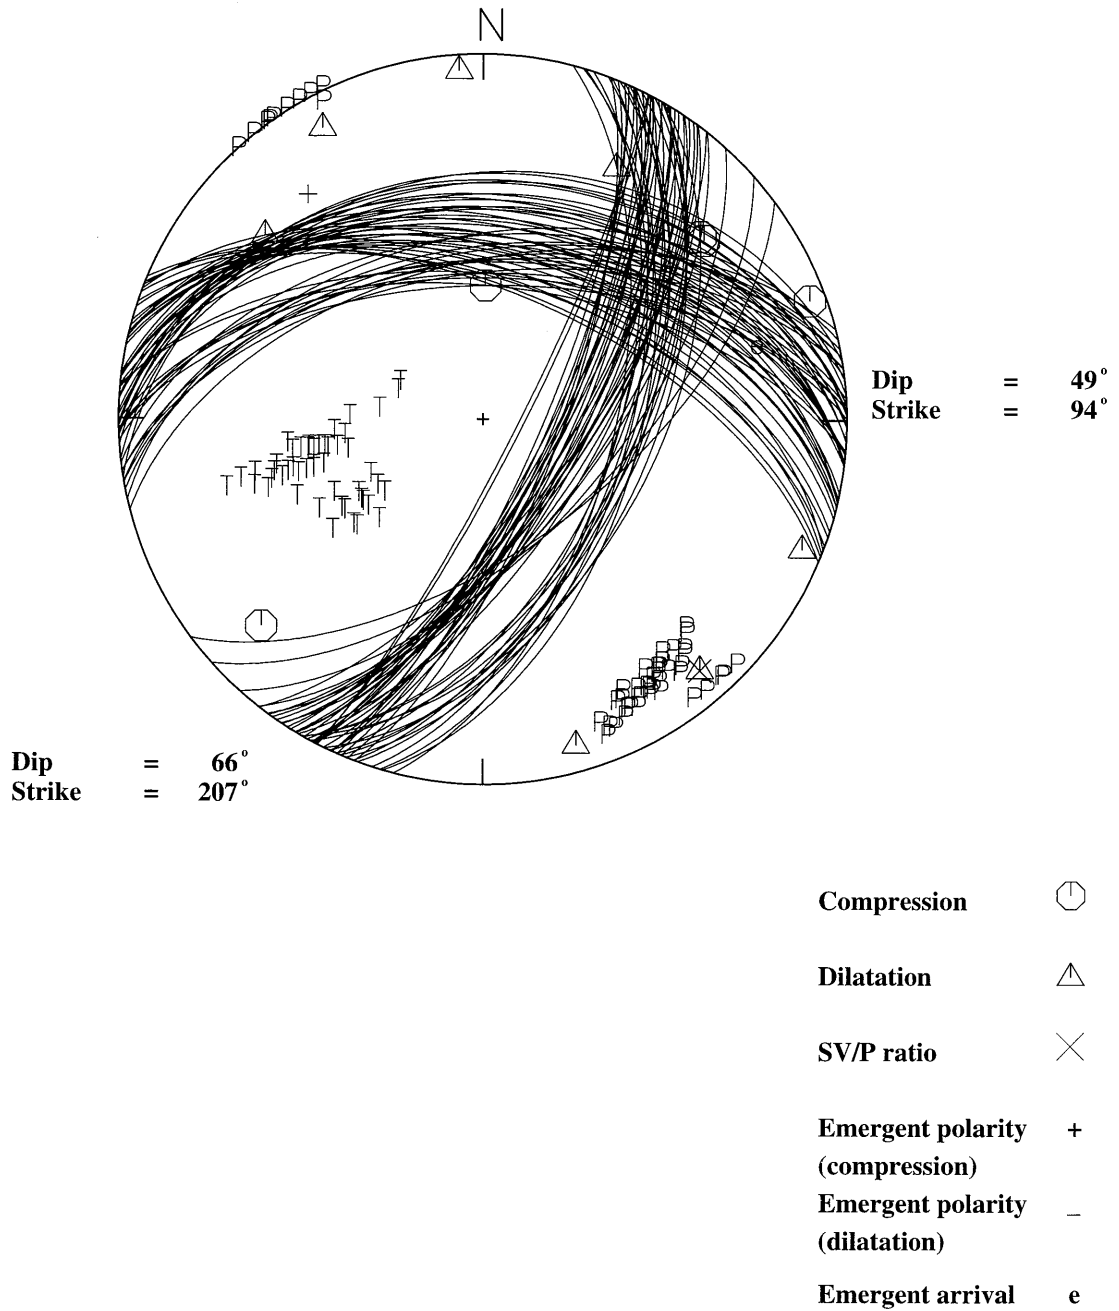 N
Dip = 49°
Strike = 94°
Dip = 66°
Strike = 207°
Compression
Dilatation
SV/P ratio
Emergent polarity +
(compression)
Emergent polarity _
(dilatation)
Emergent arrival e